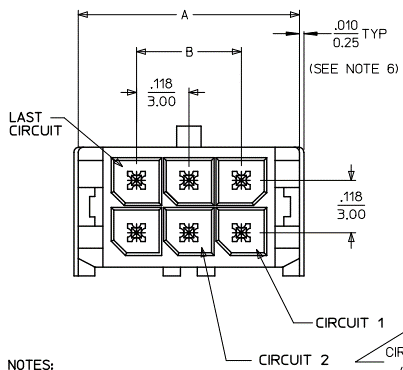 A
.010
0.25 TYP
B
(SEE NOTE 6)
.118
3.00
LAST
CIRCUIT
.118
3.00
CIRCUIT 1
CIRCUIT 2
CIR
NOTES: